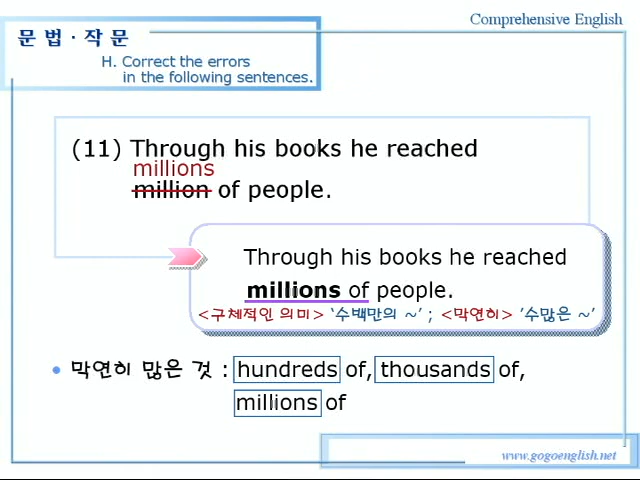 Comprehensive English
문 법 · 작 문
H. Correct the errors
in the following sentences.
(11) Through his books he reached
millions
million of people.
Through his books he reached
millions of people.
<구체적인 의미> ‘수백만의 ~’ ; <막연히> ’수많은 ~’
• 막연히 많은 것 : hundreds of, thousands of,
millions of
www.gogoenglish.net